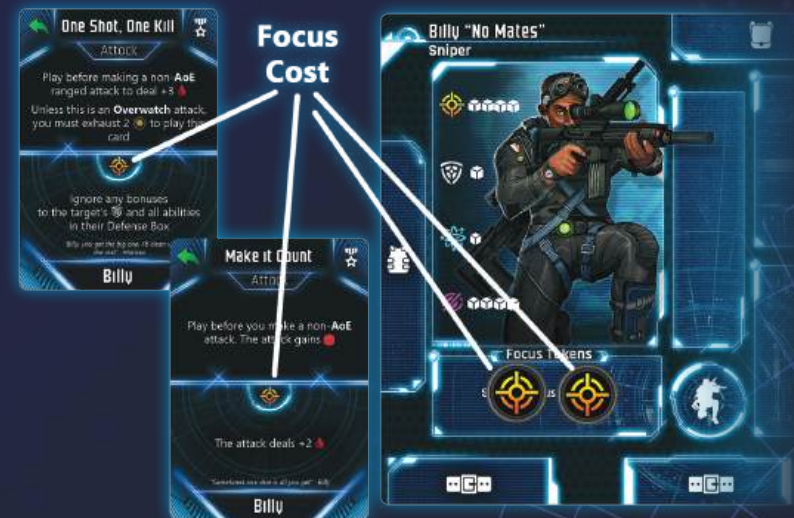 One Shot, One Kill
Attack
Play before making a non-AoE
ranged attack to deal +3
Unless this is an Overwatch attack,
you must exhaust 2 to play the
card
Ignore any bonuses
to the target's and all abilities
in their Defense Box
Billy
Focus
Cost
Make it Count
Attack
Play before you make a non-AoE
attack. The attack gains
The attack deals +2
"Sometimes one shot is all you get" - Billy
Billy
Billy "No Mates"
Sniper
Focus Tokens